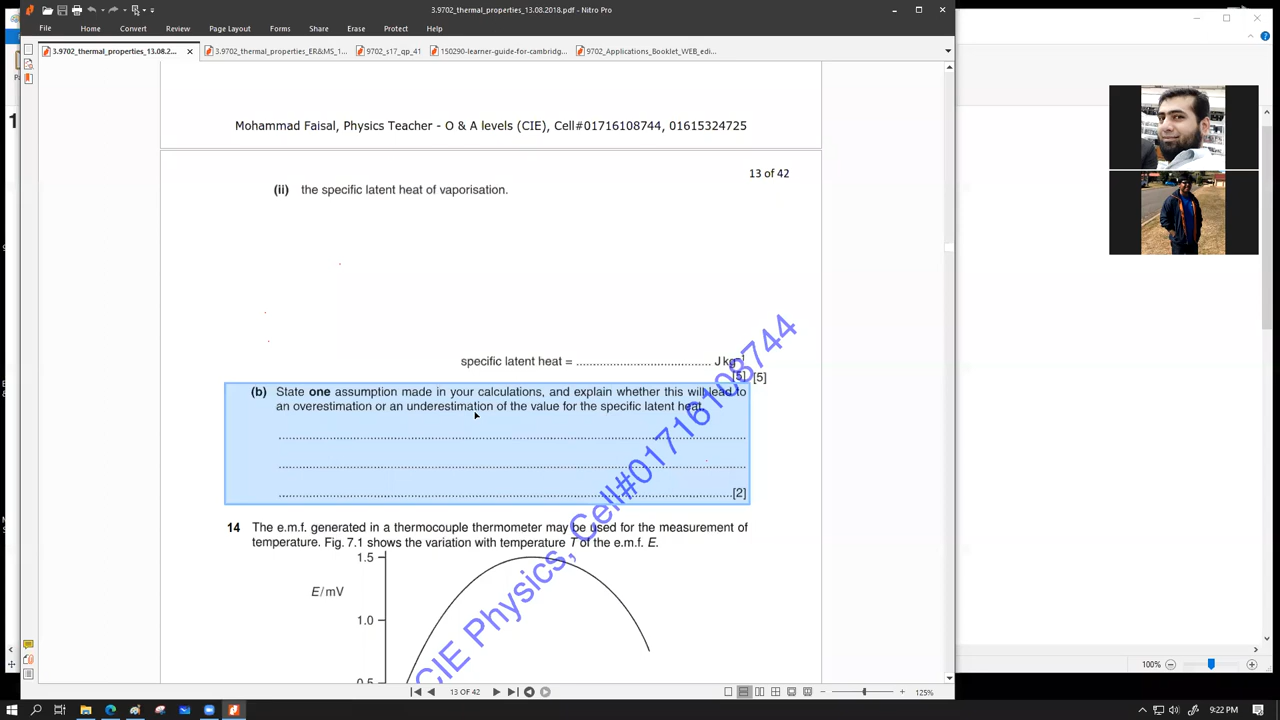 3.9702_thermal_properties_13.08.2018.pdf - Nitro Pro
File Home Convert Review Page Layout Forms Share Erase Protect Help
3.9702_thermal_properties_13.08.2... 3.9702_thermal_properties_ER&MS_1... 9702_s17_qp_41 150290-learner-guide-for-cambridg... 9702_Applications_Booklet_WEB_edi...
Mohammad Faisal, Physics Teacher - O & A levels (CIE), Cell#01716108744, 01615324725
13 of 42
(ii) the specific latent heat of vaporisation.
specific latent heat = ...................................... J kg⁻¹
[5] [5]
(b) State one assumption made in your calculations, and explain whether this will lead to
an overestimation or an underestimation of the value for the specific latent heat.
[2]
14 The e.m.f. generated in a thermocouple thermometer may be used for the measurement of
temperature. Fig. 7.1 shows the variation with temperature T of the e.m.f. E.
1.5
E/mV
1.0
0.5
CIE Physics, Cell#01716108744
13 OF 42
125%
100%
9:22 PM
1